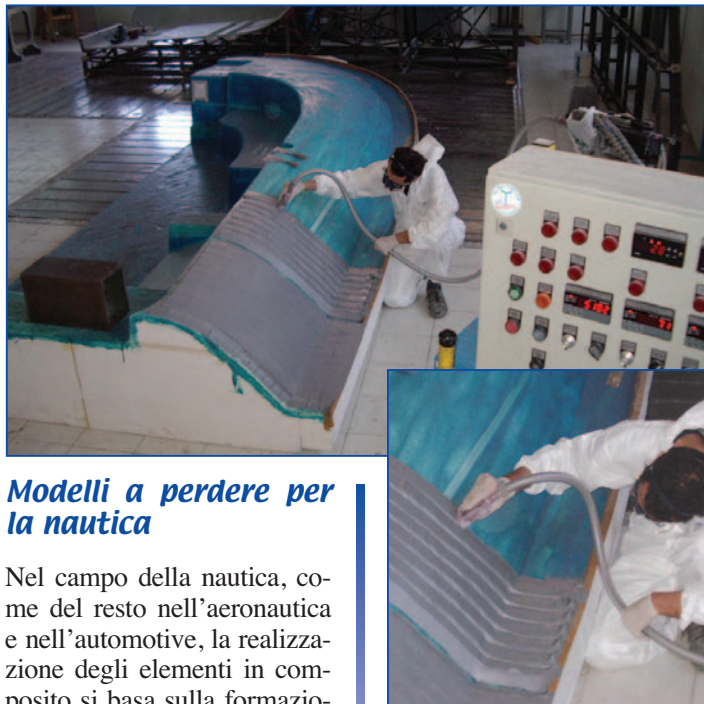 Modelli a perdere per
la nautica
Nel campo della nautica, co-
me del resto nell'aeronautica
e nell'automotive, la realizza-
zione degli elementi in com-
posito si basa sulla formazio-